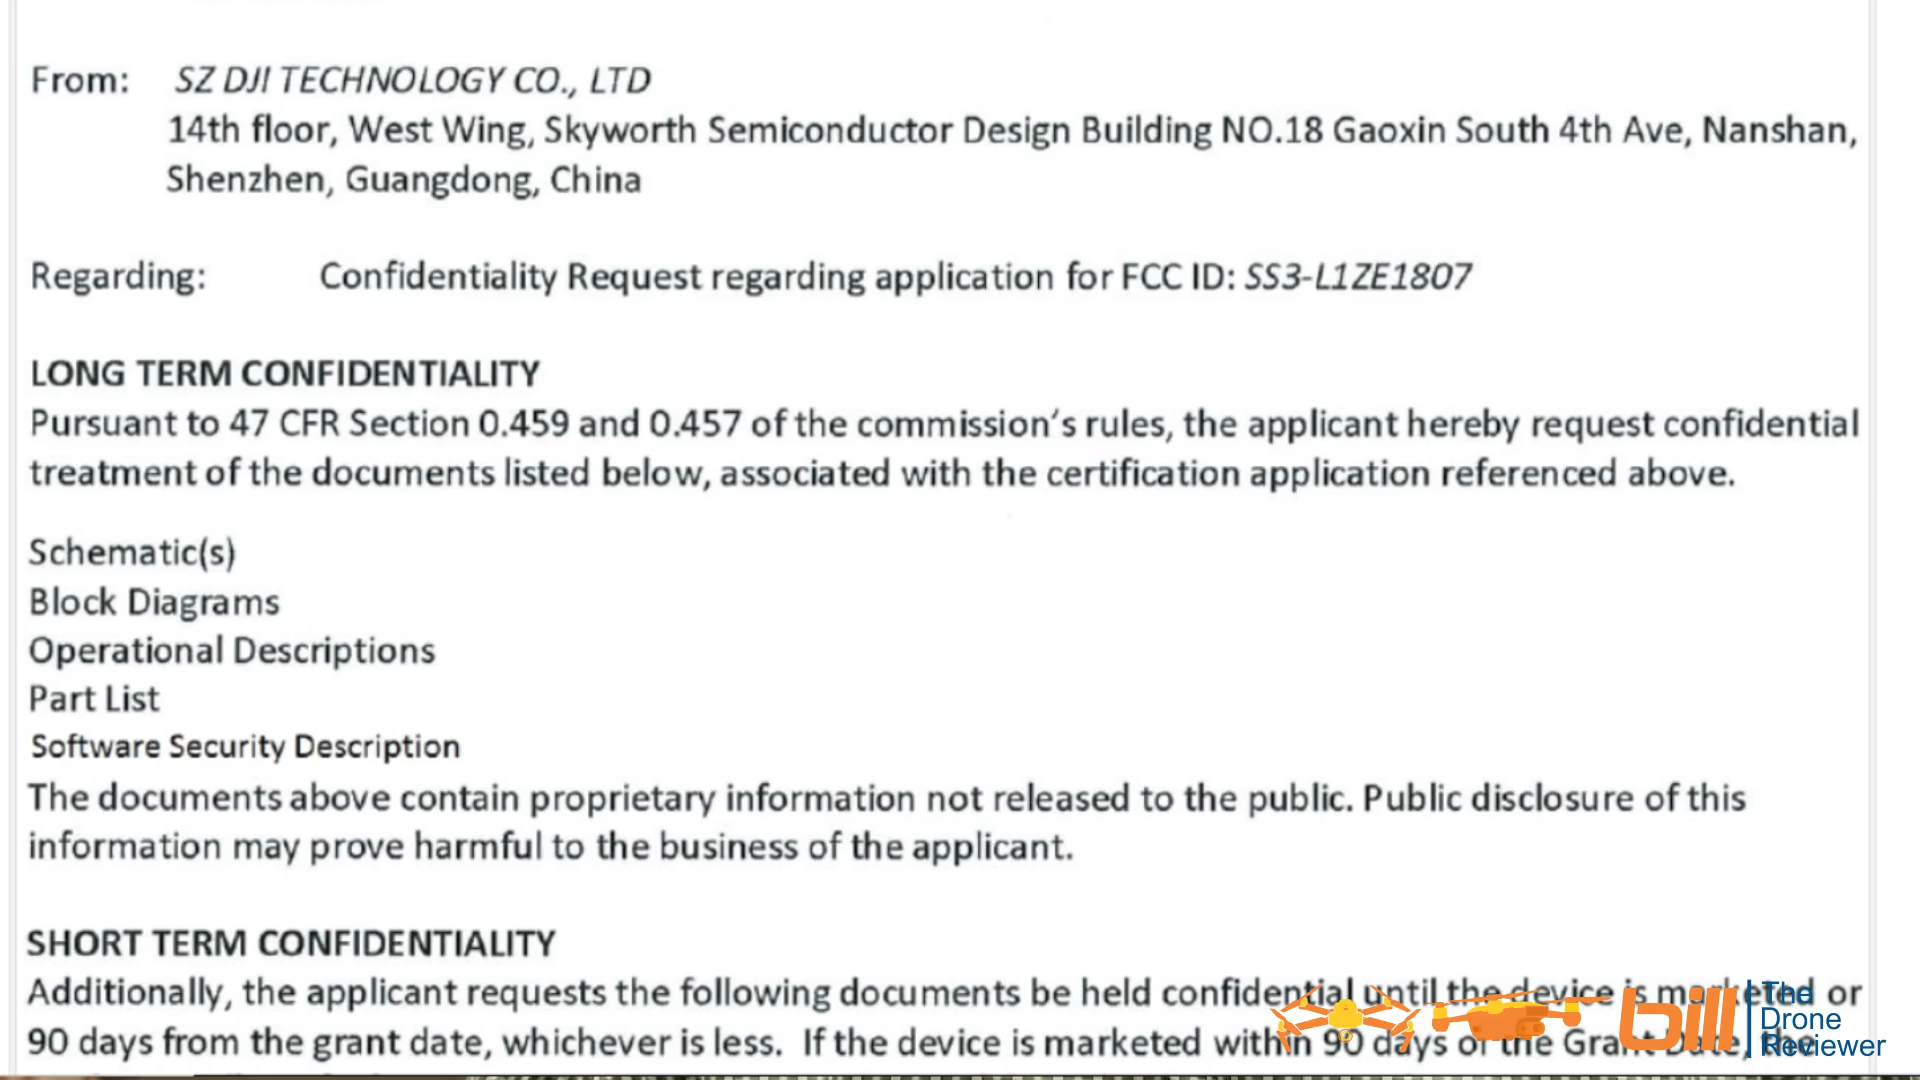 From: SZ DJI TECHNOLOGY CO., LTD
14th floor, West Wing, Skyworth Semiconductor Design Building NO.18 Gaoxin South 4th Ave, Nanshan,
Shenzhen, Guangdong, China
Regarding: Confidentiality Request regarding application for FCC ID: SS3-L1ZE1807
LONG TERM CONFIDENTIALITY
Pursuant to 47 CFR Section 0.459 and 0.457 of the commission's rules, the applicant hereby request confidential
treatment of the documents listed below, associated with the certification application referenced above.
Schematic(s)
Block Diagrams
Operational Descriptions
Part List
Software Security Description
The documents above contain proprietary information not released to the public. Public disclosure of this
information may prove harmful to the business of the applicant.
SHORT TERM CONFIDENTIALITY
Additionally, the applicant requests the following documents be held confidential until the device is marketed or
90 days from the grant date, whichever is less. If the device is marketed within 90 days of the Grant Date, the
bill
The
Drone
Reviewer